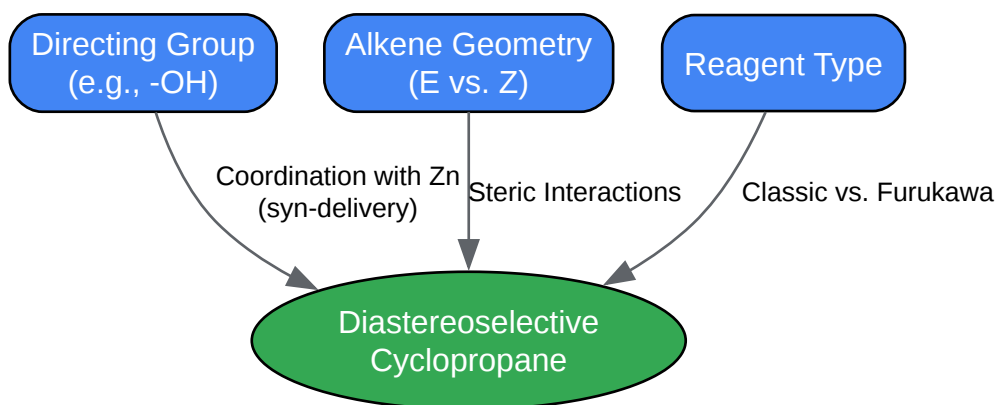 Directing Group
(e.g., -OH)
Alkene Geometry
(E vs. Z)
Reagent Type
Coordination with Zn
(syn-delivery)
Steric Interactions
Classic vs. Furukawa
Diastereoselective
Cyclopropane